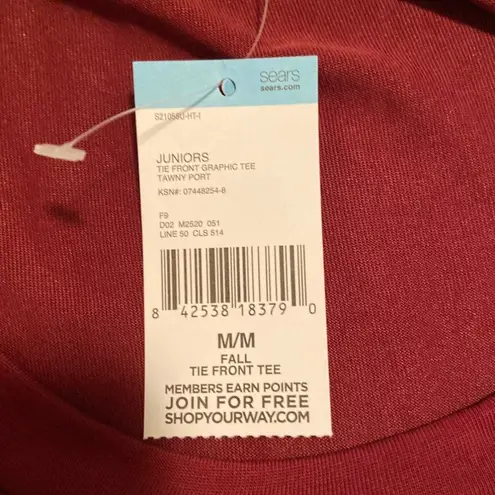 sears
sears.com
S21058U-HT-I
JUNIORS
TIE FRONT GRAPHIC TEE
TAWNY PORT
KSN#: 07448254-8
F9
D02 M2520 051
LINE 50 CLS 514
8 42538 18379 0
M/M
FALL
TIE FRONT TEE
MEMBERS EARN POINTS
JOIN FOR FREE
SHOPYOURWAY.COM